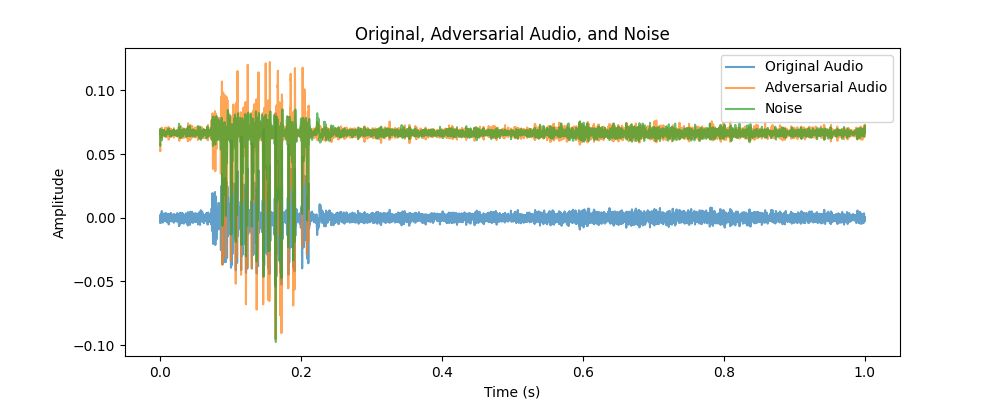 Original, Adversarial Audio, and Noise
Original Audio
Adversarial Audio
Noise
Amplitude
0.10
0.05
0.00
−0.05
−0.10
0.0 0.2 0.4 0.6 0.8 1.0
Time (s)